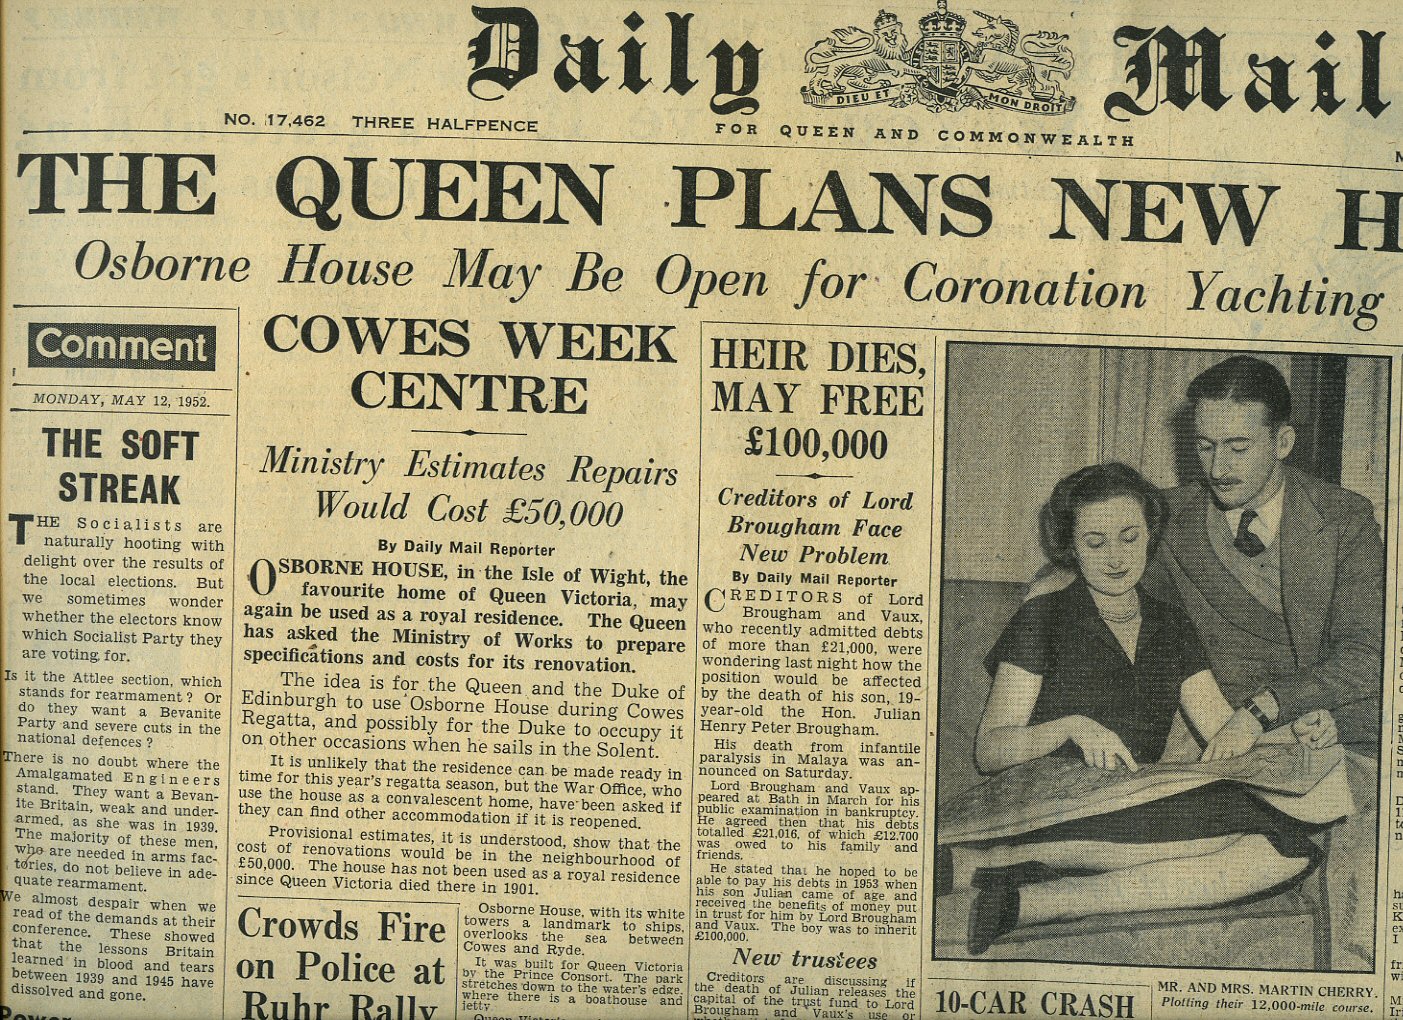 Daily Mail
DIEU ET MON DROIT
NO. 17,462 THREE HALFPENCE
FOR QUEEN AND COMMONWEALTH
THE QUEEN PLANS NEW H
Osborne House May Be Open for Coronation Yachting
Comment
MONDAY, MAY 12, 1952.
THE SOFT
STREAK
THE Socialists are
naturally hooting with
delight over the results of
the local elections. But
we sometimes wonder
whether the electors know
which Socialist Party they
are voting for.
Is it the Attlee section, which
stands for rearmament? Or
do they want a Bevanite
Party and severe cuts in the
national defences?
There is no doubt where the
Amalgamated Engineers
stand. They want a Bevan-
ite Britain, weak and under-
armed, as she was in 1939.
The majority of these men,
who are needed in arms fac-
tories, do not believe in ade-
quate rearmament.
We almost despair when we
read of the demands at their
conference. These showed
that the lessons Britain
learned in blood and tears
between 1939 and 1945 have
dissolved and gone.
Power
COWES WEEK
CENTRE
Ministry Estimates Repairs
Would Cost £50,000
By Daily Mail Reporter
OSBORNE HOUSE, in the Isle of Wight, the
favourite home of Queen Victoria, may
again be used as a royal residence. The Queen
has asked the Ministry of Works to prepare
specifications and costs for its renovation.
The idea is for the Queen and the Duke of
Edinburgh to use Osborne House during Cowes
Regatta, and possibly for the Duke to occupy it
on other occasions when he sails in the Solent.
It is unlikely that the residence can be made ready in
time for this year's regatta season, but the War Office, who
use the house as a convalescent home, have been asked if
they can find other accommodation if it is reopened.
Provisional estimates, it is understood, show that the
cost of renovations would be in the neighbourhood of
£50,000. The house has not been used as a royal residence
since Queen Victoria died there in 1901.
Crowds Fire
on Police at
Ruhr Rally
Osborne House, with its white
towers a landmark to ships,
overlooks the sea between
Cowes and Ryde.
It was built for Queen Victoria
by the Prince Consort. The park
stretches down to the water's edge,
where there is a boathouse and
jetty.
HEIR DIES,
MAY FREE
£100,000
Creditors of Lord
Brougham Face
New Problem
By Daily Mail Reporter
CREDITORS of Lord
Brougham and Vaux,
who recently admitted debts
of more than £21,000, were
wondering last night how the
position would be affected
by the death of his son, 19-
year-old the Hon. Julian
Henry Peter Brougham.
His death from infantile
paralysis in Malaya was an-
nounced on Saturday.
Lord Brougham and Vaux ap-
peared at Bath in March for his
public examination in bankruptcy.
He agreed then that his debts
totalled £21,016, of which £12,700
was owed to his family and
friends.
He stated that he hoped to be
able to pay his debts in 1953 when
his son Julian came of age and
received the benefits of money put
in trust for him by Lord Brougham
and Vaux. The boy was to inherit
£100,000.
New trustees
Creditors are discussing if
the death of Julian releases the
capital of the trust fund to Lord
Brougham and Vaux's use or
10-CAR CRASH
MR. AND MRS. MARTIN CHERRY.
Plotting their 12,000-mile course.